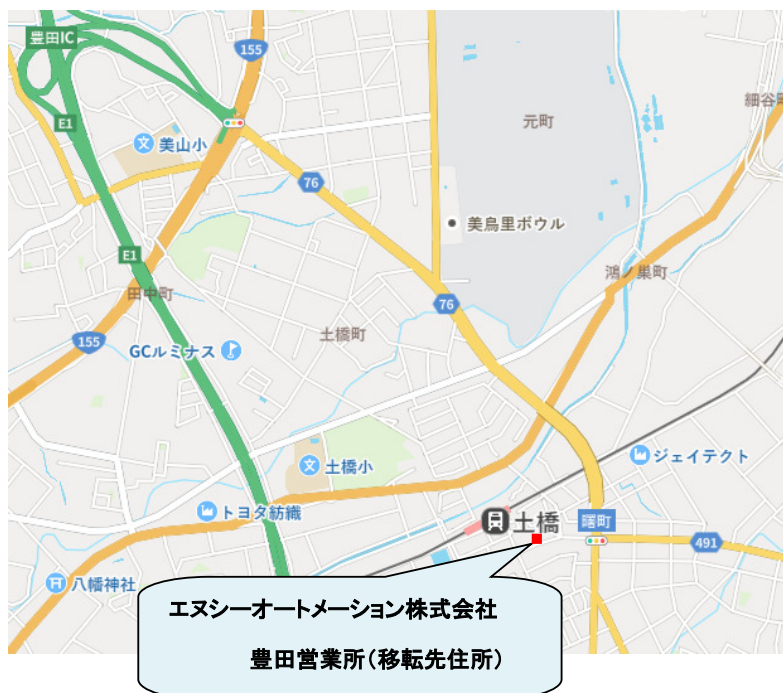 豊田IC
155
細谷町
E1
元町
美山小
76
美鳥里ボウル
E1
鴻ノ巣町
田中町
76
土橋町
155
GCルミナス
ジェイテクト
土橋小
トヨタ紡織
土橋
曙町
491
八幡神社
エヌシーオートメーション株式会社
豊田営業所(移転先住所)